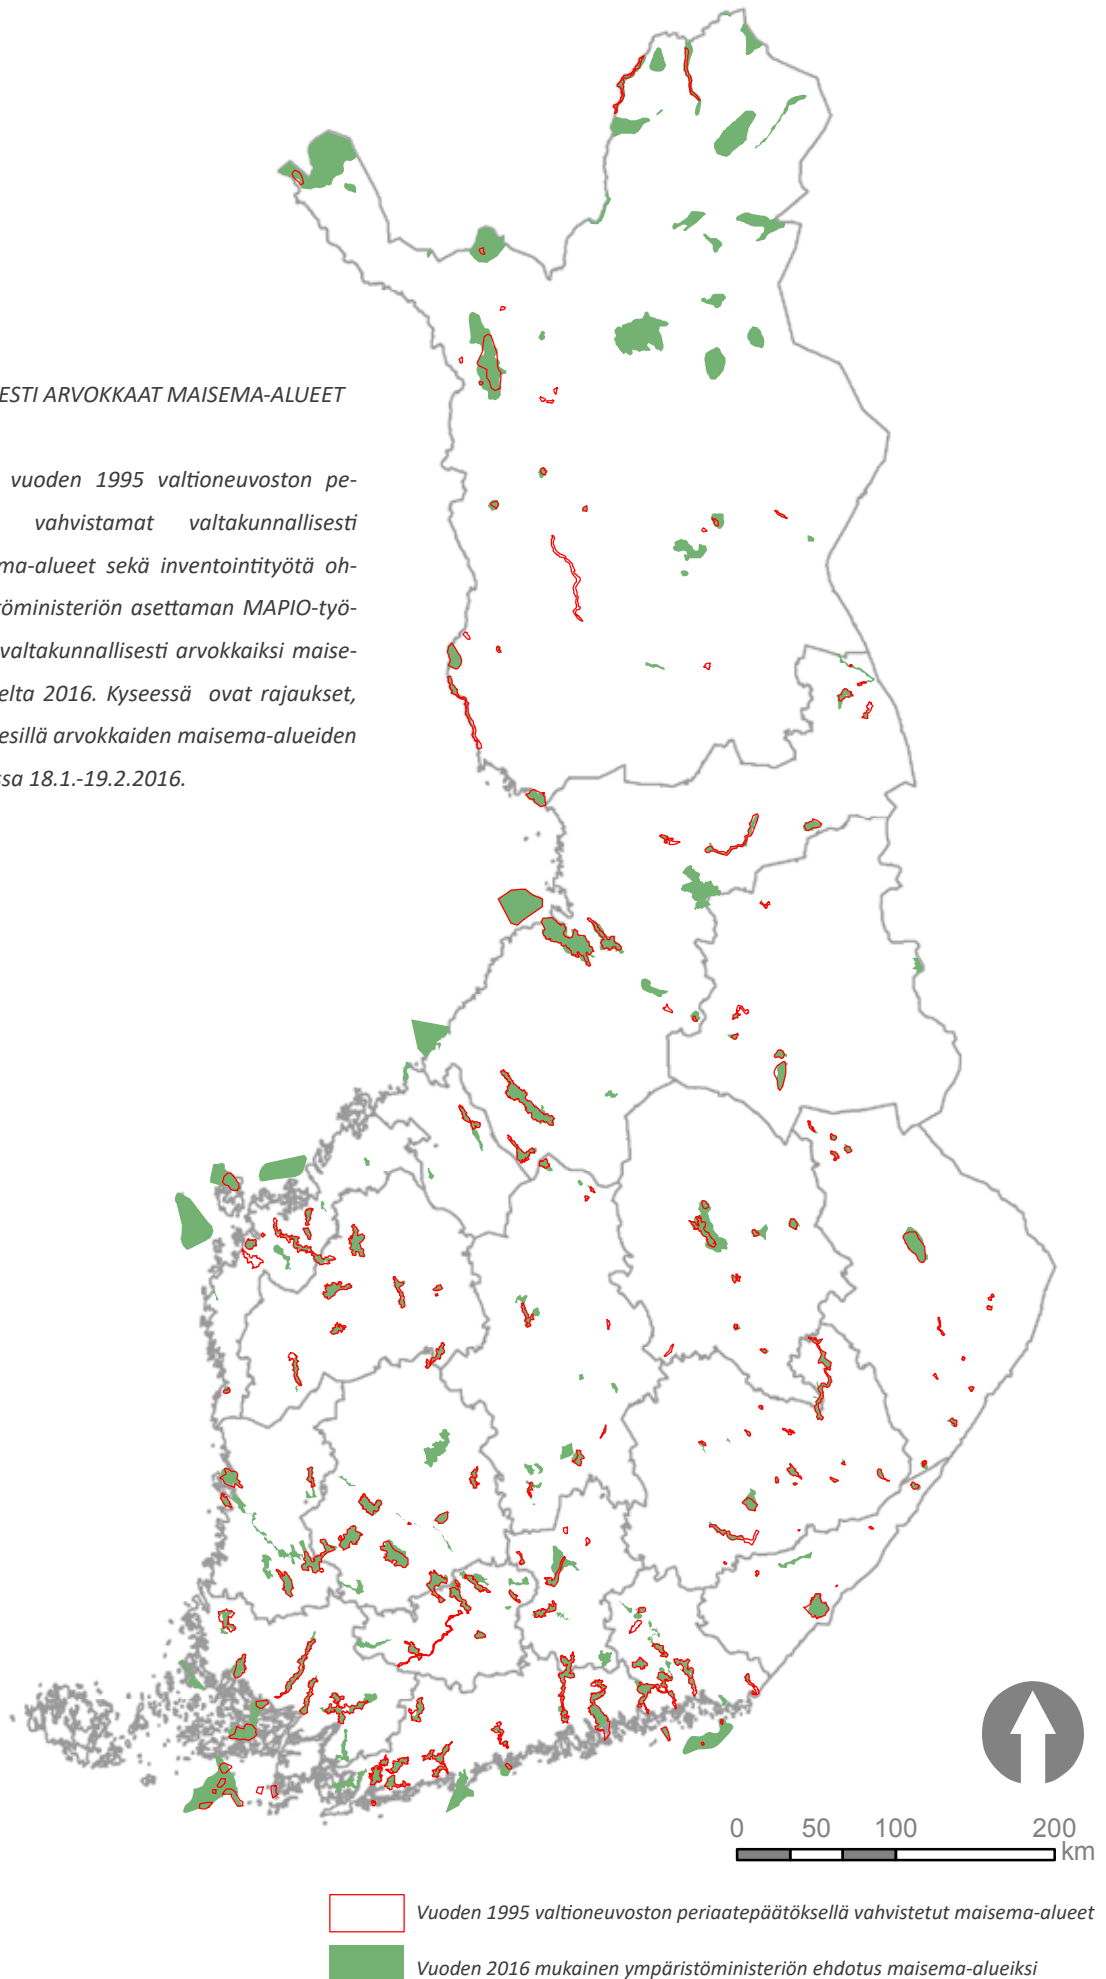 ESTI ARVOKKAAT MAISEMA-ALUEET
vuoden 1995 valtioneuvoston pe-
vahvistamat valtakunnallisesti
ma-alueet sekä inventointityötä oh-
töministeriön asettaman MAPIO-työ-
valtakunnallisesti arvokkaiksi maise-
elta 2016. Kyseessä ovat rajaukset,
esillä arvokkaiden maisema-alueiden
ssa 18.1.-19.2.2016.
0 50 100 200
km
Vuoden 1995 valtioneuvoston periaatepäätöksellä vahvistetut maisema-alueet
Vuoden 2016 mukainen ympäristöministeriön ehdotus maisema-alueiksi